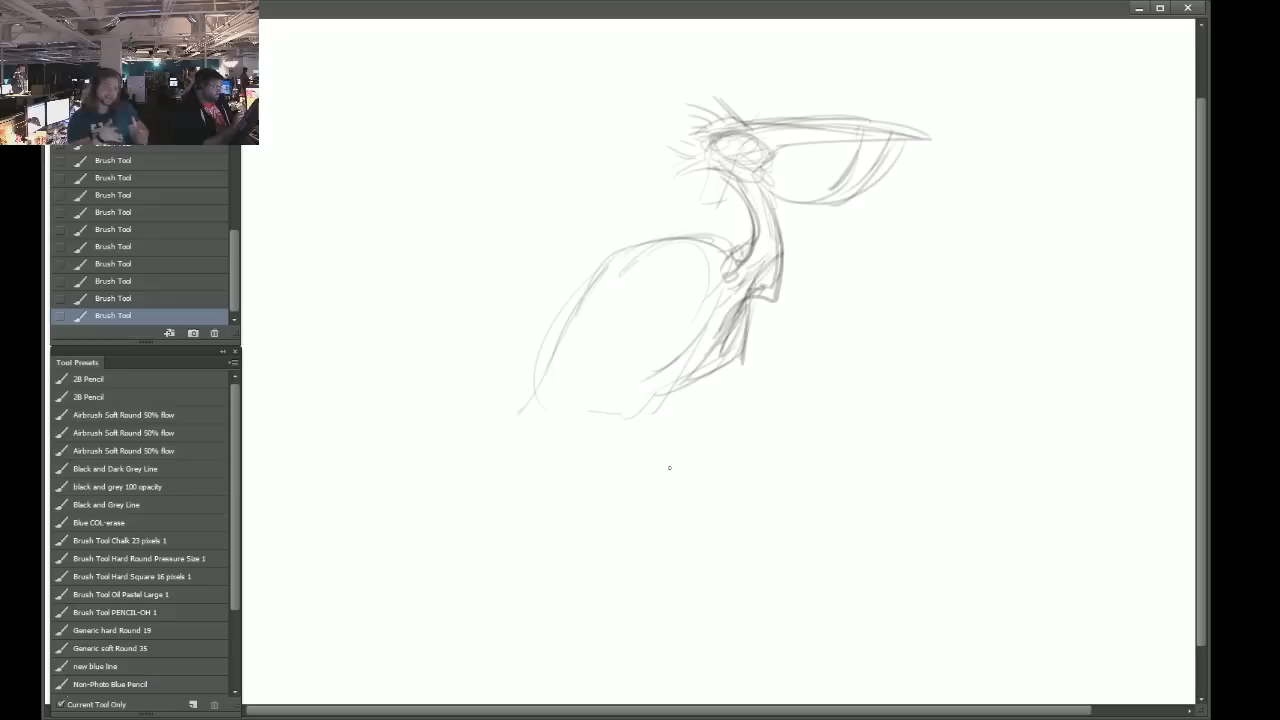 Brush Tool
Brush Tool
Brush Tool
Brush Tool
Brush Tool
Brush Tool
Brush Tool
Brush Tool
Brush Tool
Brush Tool
Tool Presets
2B Pencil
2B Pencil
Airbrush Soft Round 50% flow
Airbrush Soft Round 50% flow
Airbrush Soft Round 50% flow
Black and Dark Grey Line
black and grey 100 opacity
Black and Grey Line
Blue COL-erase
Brush Tool Chalk 23 pixels 1
Brush Tool Hard Round Pressure Size 1
Brush Tool Hard Square 16 pixels 1
Brush Tool Oil Pastel Large 1
Brush Tool PENCIL-OH 1
Generic hard Round 19
Generic soft Round 35
new blue line
Non-Photo Blue Pencil
Current Tool Only